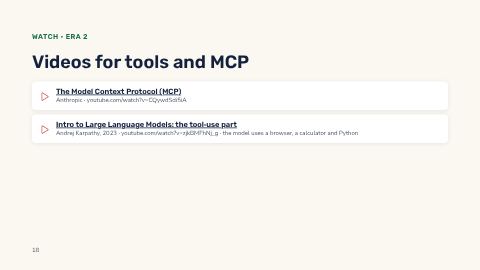 WATCH · ERA 2
Videos for tools and MCP
The Model Context Protocol (MCP)
Anthropic · youtube.com/watch?v=CQywdSdi5iA
Intro to Large Language Models: the tool-use part
Andrej Karpathy, 2023 · youtube.com/watch?v=zjkBMFhNj_g · the model uses a browser, a calculator and Python
18